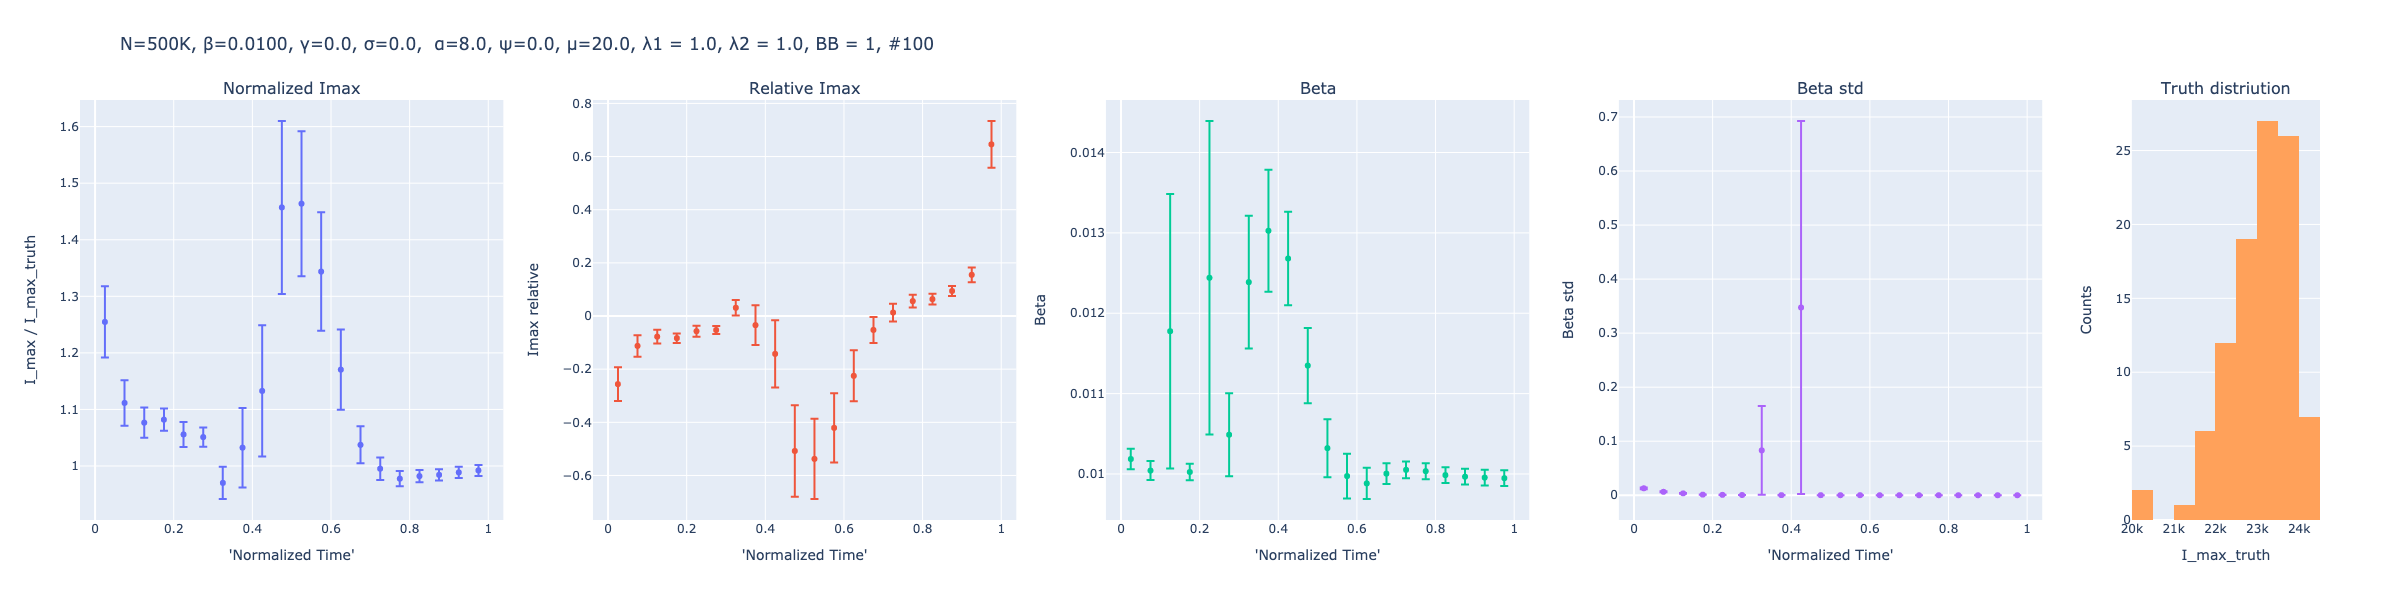 N=500K, β=0.0100, γ=0.0, σ=0.0,  α=8.0, ψ=0.0, μ=20.0, λ1 = 1.0, λ2 = 1.0, BB = 1, #100
Normalized Imax
I_max / I_max_truth
1.6
1.5
1.4
1.3
1.2
1.1
1
0 0.2 0.4 0.6 0.8 1
'Normalized Time'
Relative Imax
Imax relative
0.8
0.6
0.4
0.2
0
−0.2
−0.4
−0.6
0 0.2 0.4 0.6 0.8 1
'Normalized Time'
Beta
Beta
0.014
0.013
0.012
0.011
0.01
0 0.2 0.4 0.6 0.8 1
'Normalized Time'
Beta std
Beta std
0.7
0.6
0.5
0.4
0.3
0.2
0.1
0
0 0.2 0.4 0.6 0.8 1
'Normalized Time'
Truth distriution
Counts
25
20
15
10
5
0
20k 21k 22k 23k 24k
I_max_truth